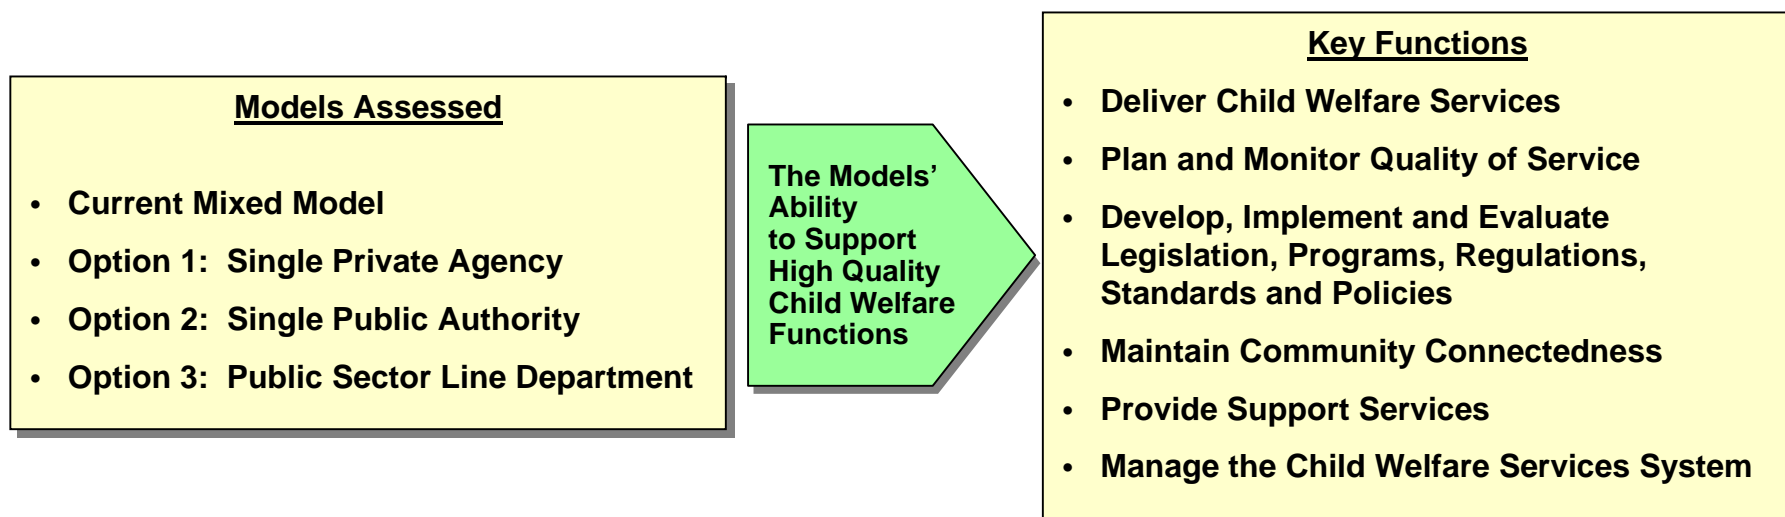 Models Assessed
• Current Mixed Model
• Option 1: Single Private Agency
• Option 2: Single Public Authority
• Option 3: Public Sector Line Department
The Models’
Ability
to Support
High Quality
Child Welfare
Functions
Key Functions
• Deliver Child Welfare Services
• Plan and Monitor Quality of Service
• Develop, Implement and Evaluate
Legislation, Programs, Regulations,
Standards and Policies
• Maintain Community Connectedness
• Provide Support Services
• Manage the Child Welfare Services System